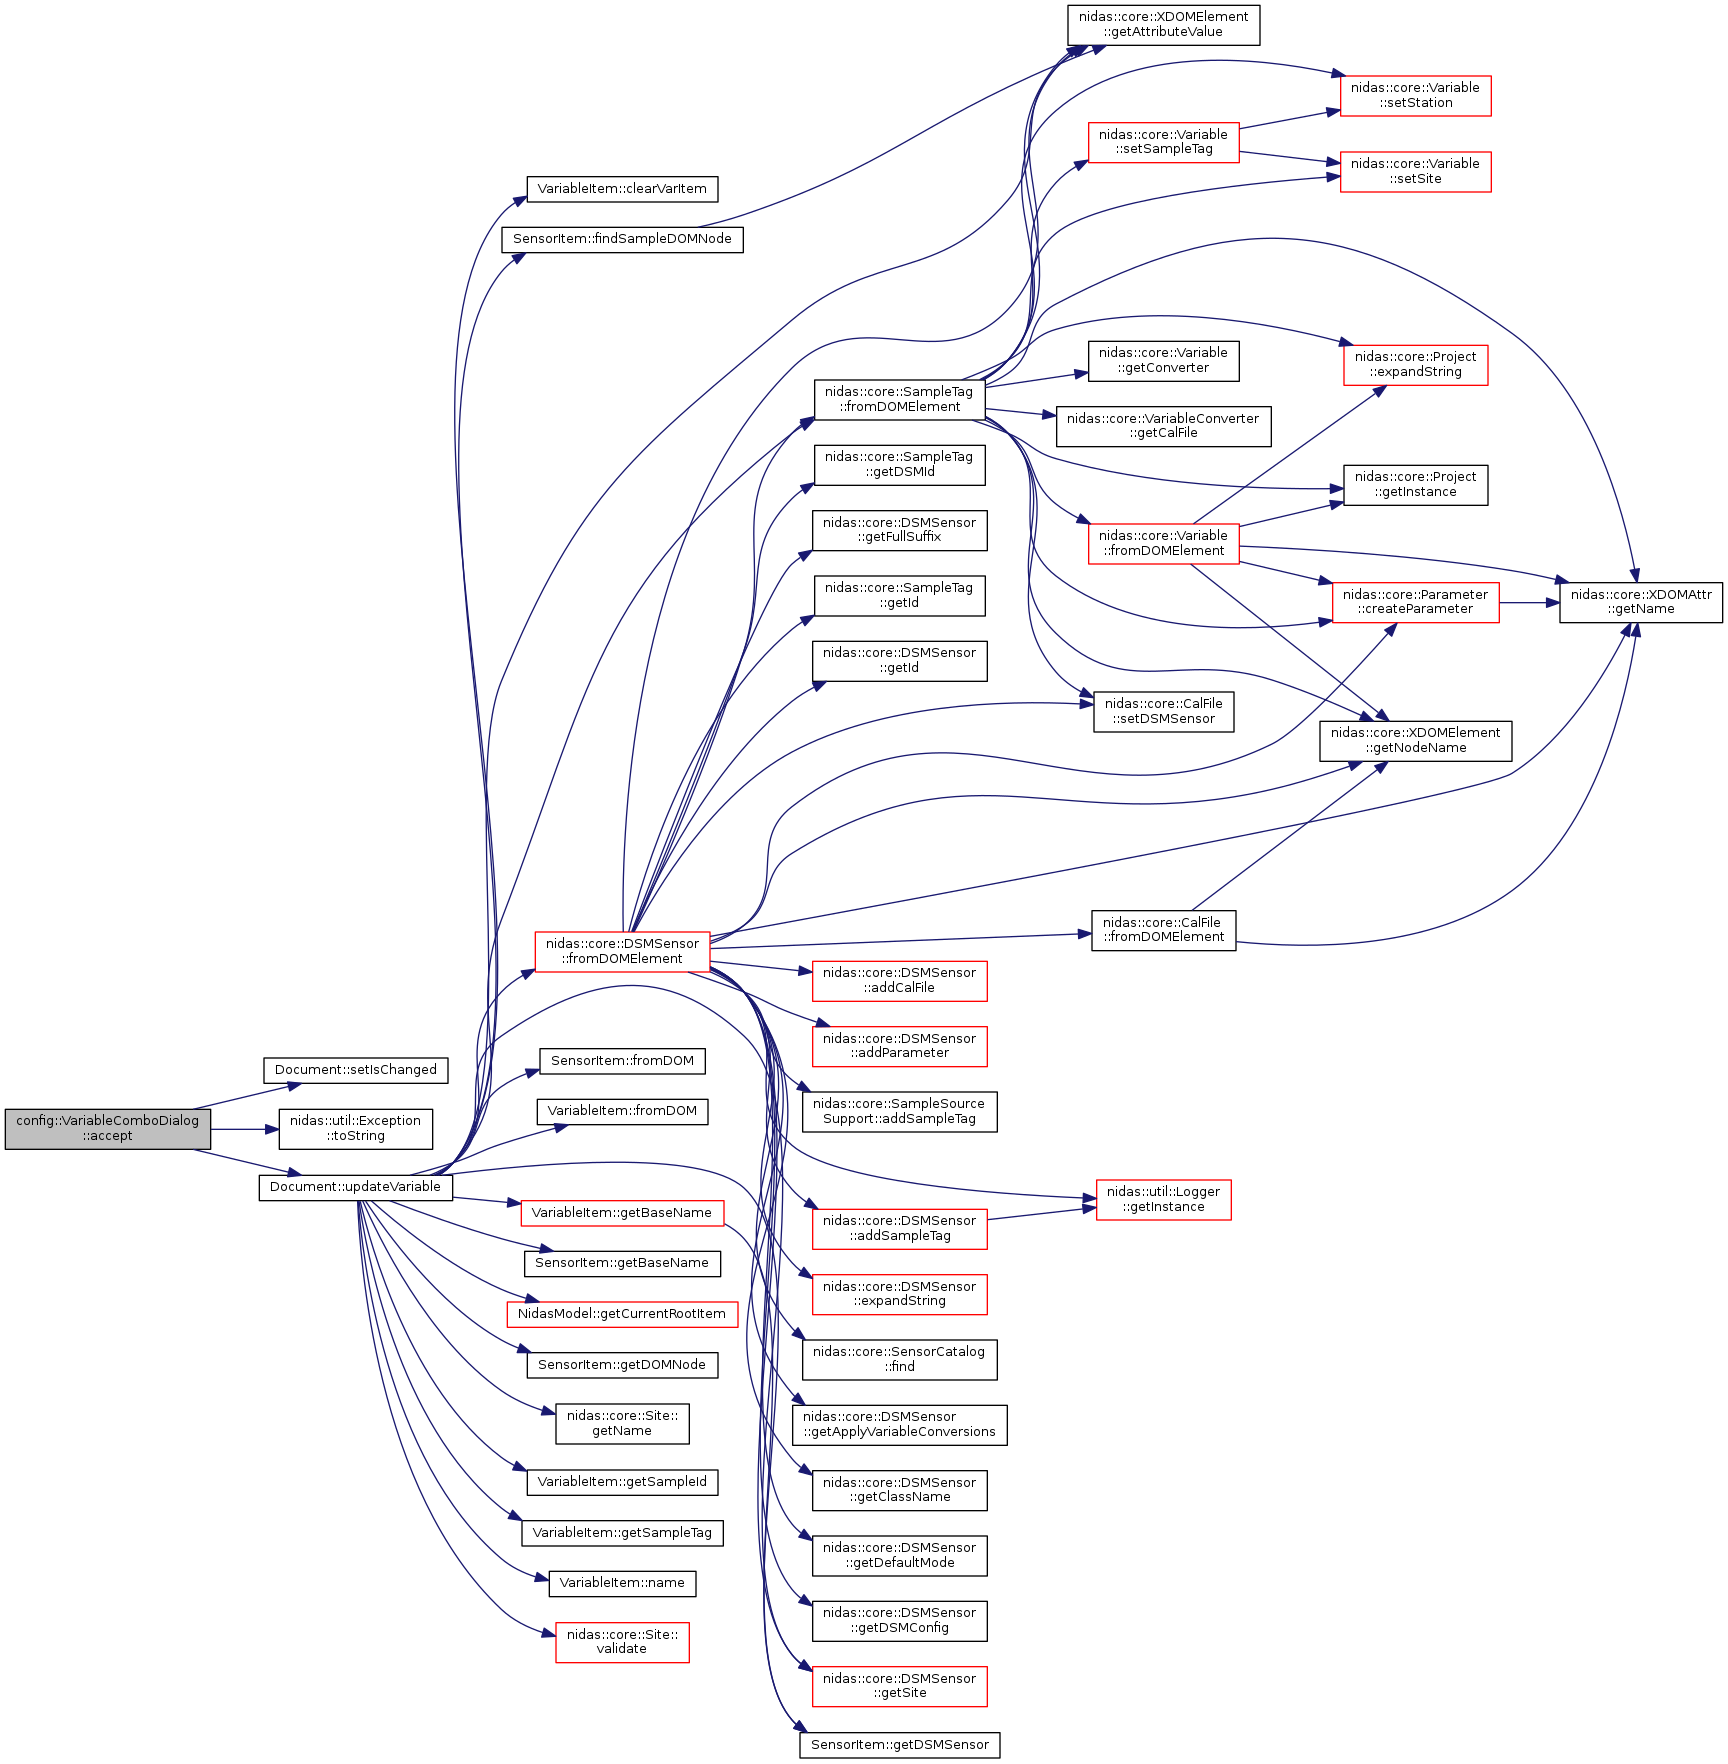 config::VariableComboDialog
::accept
Document::setIsChanged
nidas::util::Exception
::toString
Document::updateVariable
VariableItem::clearVarItem
SensorItem::findSampleDOMNode
nidas::core::DSMSensor
::fromDOMElement
SensorItem::fromDOM
VariableItem::fromDOM
VariableItem::getBaseName
SensorItem::getBaseName
NidasModel::getCurrentRootItem
SensorItem::getDOMNode
nidas::core::Site::
getName
VariableItem::getSampleId
VariableItem::getSampleTag
VariableItem::name
nidas::core::Site::
validate
nidas::core::SampleTag
::fromDOMElement
nidas::core::SampleTag
::getDSMId
nidas::core::DSMSensor
::getFullSuffix
nidas::core::SampleTag
::getId
nidas::core::DSMSensor
::getId
nidas::core::DSMSensor
::addCalFile
nidas::core::DSMSensor
::addParameter
nidas::core::SampleSource
Support::addSampleTag
nidas::core::DSMSensor
::addSampleTag
nidas::core::DSMSensor
::expandString
nidas::core::SensorCatalog
::find
nidas::core::DSMSensor
::getApplyVariableConversions
nidas::core::DSMSensor
::getClassName
nidas::core::DSMSensor
::getDefaultMode
nidas::core::DSMSensor
::getDSMConfig
nidas::core::DSMSensor
::getSite
SensorItem::getDSMSensor
nidas::core::XDOMElement
::getAttributeValue
nidas::core::Variable
::setSampleTag
nidas::core::Variable
::getConverter
nidas::core::VariableConverter
::getCalFile
nidas::core::Variable
::fromDOMElement
nidas::core::CalFile
::setDSMSensor
nidas::core::CalFile
::fromDOMElement
nidas::util::Logger
::getInstance
nidas::core::Variable
::setStation
nidas::core::Variable
::setSite
nidas::core::Project
::expandString
nidas::core::Project
::getInstance
nidas::core::Parameter
::createParameter
nidas::core::XDOMElement
::getNodeName
nidas::core::XDOMAttr
::getName